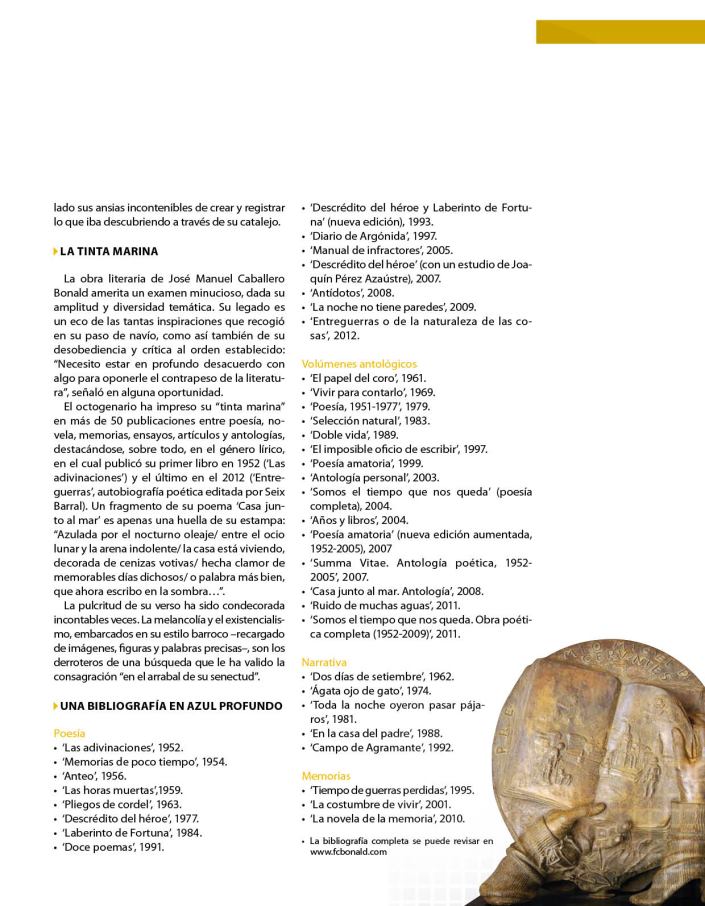 lado sus ansias incontenibles de crear y registrar
lo que iba descubriendo a través de su catalejo.
LA TINTA MARINA
La obra literaria de José Manuel Caballero
Bonald amerita un examen minucioso, dada su
amplitud y diversidad temática. Su legado es
un eco de las tantas inspiraciones que recogió
en su paso de navío, como así también de su
desobediencia y crítica al orden establecido:
“Necesito estar en profundo desacuerdo con
algo para oponerle el contrapeso de la literatu-
ra”, señaló en alguna oportunidad.
El octogenario ha impreso su “tinta marina”
en más de 50 publicaciones entre poesía, no-
vela, memorias, ensayos, artículos y antologías,
destacándose, sobre todo, en el género lírico,
en el cual publicó su primer libro en 1952 (‘Las
adivinaciones’) y el último en el 2012 (‘Entre-
guerras’, autobiografía poética editada por Seix
Barral). Un fragmento de su poema ‘Casa jun-
to al mar’ es apenas una huella de su estampa:
“Azulada por el nocturno oleaje/ entre el ocio
lunar y la arena indolente/ la casa está viviendo,
decorada de cenizas votivas/ hecha clamor de
memorables días dichosos/ o palabra más bien,
que ahora escribo en la sombra…”.
La pulcritud de su verso ha sido condecorada
incontables veces. La melancolía y el existencialis-
mo, embarcados en su estilo barroco –recargado
de imágenes, figuras y palabras precisas–, son los
derroteros de una búsqueda que le ha valido la
consagración “en el arrabal de su senectud”.
UNA BIBLIOGRAFÍA EN AZUL PROFUNDO
Poesía
• ‘Las adivinaciones’, 1952.
• ‘Memorias de poco tiempo’, 1954.
• ‘Anteo’, 1956.
• ‘Las horas muertas’,1959.
• ‘Pliegos de cordel’, 1963.
• ‘Descrédito del héroe’, 1977.
• ‘Laberinto de Fortuna’, 1984.
• ‘Doce poemas’, 1991.
• ‘Descrédito del héroe y Laberinto de Fortu-
na’ (nueva edición), 1993.
• ‘Diario de Argónida’, 1997.
• ‘Manual de infractores’, 2005.
• ‘Descrédito del héroe’ (con un estudio de Joa-
quín Pérez Azaústre), 2007.
• ‘Antídotos’, 2008.
• ‘La noche no tiene paredes’, 2009.
• ‘Entreguerras o de la naturaleza de las co-
sas’, 2012.
Volúmenes antológicos
• ‘El papel del coro’, 1961.
• ‘Vivir para contarlo’, 1969.
• ‘Poesía, 1951-1977’, 1979.
• ‘Selección natural’, 1983.
• ‘Doble vida’, 1989.
• ‘El imposible oficio de escribir’, 1997.
• ‘Poesía amatoria’, 1999.
• ‘Antología personal’, 2003.
• ‘Somos el tiempo que nos queda’ (poesía
completa), 2004.
• ‘Años y libros’, 2004.
• ‘Poesía amatoria’ (nueva edición aumentada,
1952-2005), 2007
• ‘Summa Vitae. Antología poética, 1952-
2005’, 2007.
• ‘Casa junto al mar. Antología’, 2008.
• ‘Ruido de muchas aguas’, 2011.
• ‘Somos el tiempo que nos queda. Obra poéti-
ca completa (1952-2009)’, 2011.
Narrativa
• ‘Dos días de setiembre’, 1962.
• ‘Ágata ojo de gato’, 1974.
• ‘Toda la noche oyeron pasar pája-
ros’, 1981.
• ‘En la casa del padre’, 1988.
• ‘Campo de Agramante’, 1992.
Memorias
• ‘Tiempo de guerras perdidas’, 1995.
• ‘La costumbre de vivir’, 2001.
• ‘La novela de la memoria’, 2010.
• La bibliografía completa se puede revisar en
www.fcbonald.com